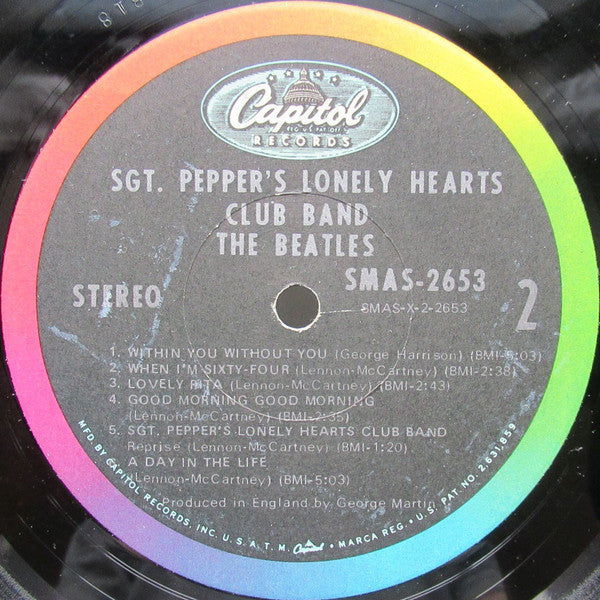 Capitol
REG. U.S. PAT. OFF.
RECORDS
SGT. PEPPER'S LONELY HEARTS
CLUB BAND
THE BEATLES
STEREO
SMAS-2653
SMAS-X-2-2653
2
1. WITHIN YOU WITHOUT YOU (George Harrison) (BMI-5:03)
2. WHEN I'M SIXTY-FOUR (Lennon-McCartney) (BMI-2:38)
3. LOVELY RITA (Lennon-McCartney) (BMI-2:43)
4. GOOD MORNING GOOD MORNING
(Lennon-McCartney) (BMI-2:35)
5. SGT. PEPPER'S LONELY HEARTS CLUB BAND
Reprise (Lennon-McCartney) (BMI-1:20)
A DAY IN THE LIFE
(Lennon-McCartney) (BMI-5:03)
Produced in England by George Martin
MFD. BY CAPITOL RECORDS, INC. U.S.A. T.M. Capitol • MARCA REG. • U.S. PAT. NO. 2,631,859